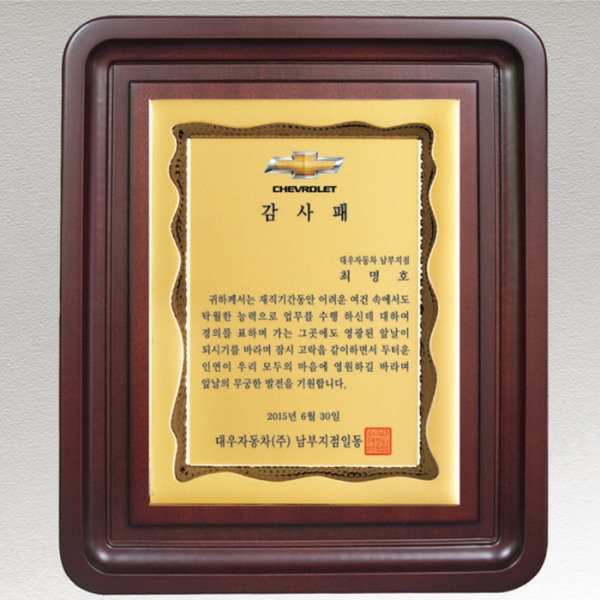 CHEVROLET
감 사 패
대우자동차 남부지점
최 명 호
귀하께서는 재직기간동안 어려운 여건 속에서도
탁월한 능력으로 업무를 수행 하신데 대하여
경의를 표하며 가는 그곳에도 영광된 앞날이
되시기를 바라며 잠시 고락을 같이하면서 두터운
인연이 우리 모두의 마음에 영원하길 바라며
앞날의 무궁한 발전을 기원합니다.
2015년 6월 30일
대우자동차(주) 남부지점일동